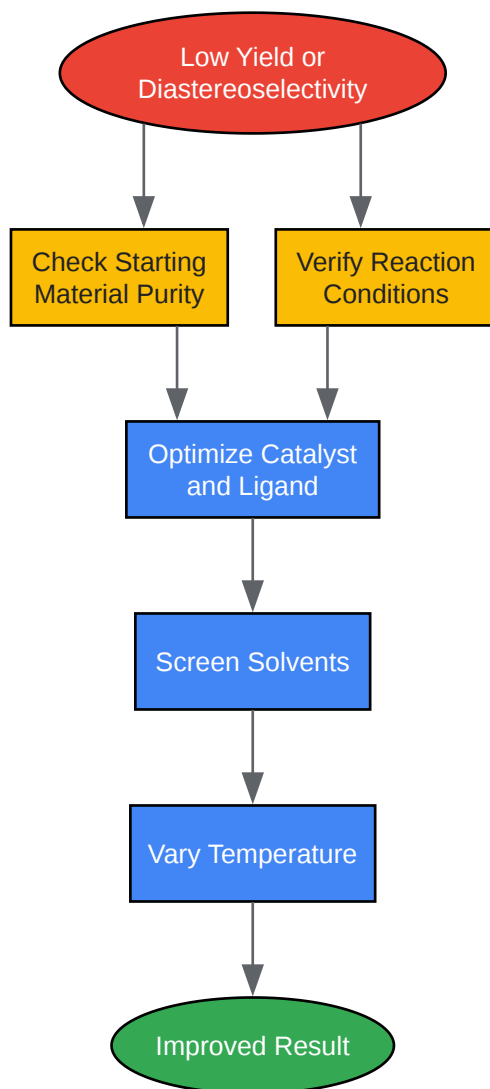 Low Yield or
Diastereoselectivity
Check Starting
Material Purity
Verify Reaction
Conditions
Optimize Catalyst
and Ligand
Screen Solvents
Vary Temperature
Improved Result